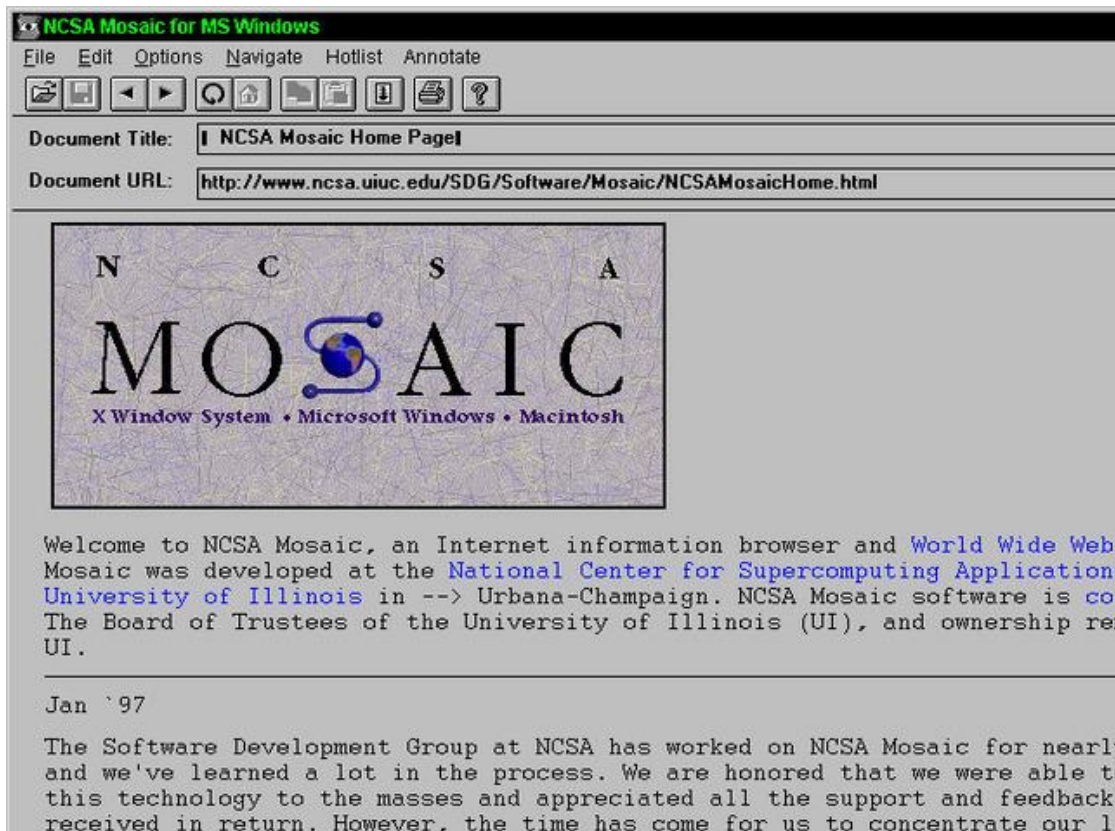 NCSA Mosaic for MS Windows
File Edit Options Navigate Hotlist Annotate
Document Title: NCSA Mosaic Home Page
Document URL: http://www.ncsa.uiuc.edu/SDG/Software/Mosaic/NCSAMosaicHome.html
N C S A
MOSAIC
X Window System • Microsoft Windows • Macintosh
Welcome to NCSA Mosaic, an Internet information browser and World Wide Web
Mosaic was developed at the National Center for Supercomputing Application
University of Illinois in --> Urbana-Champaign. NCSA Mosaic software is co
The Board of Trustees of the University of Illinois (UI), and ownership re
UI.
Jan `97
The Software Development Group at NCSA has worked on NCSA Mosaic for nearl
and we've learned a lot in the process. We are honored that we were able t
this technology to the masses and appreciated all the support and feedback
received in return. However, the time has come for us to concentrate our l